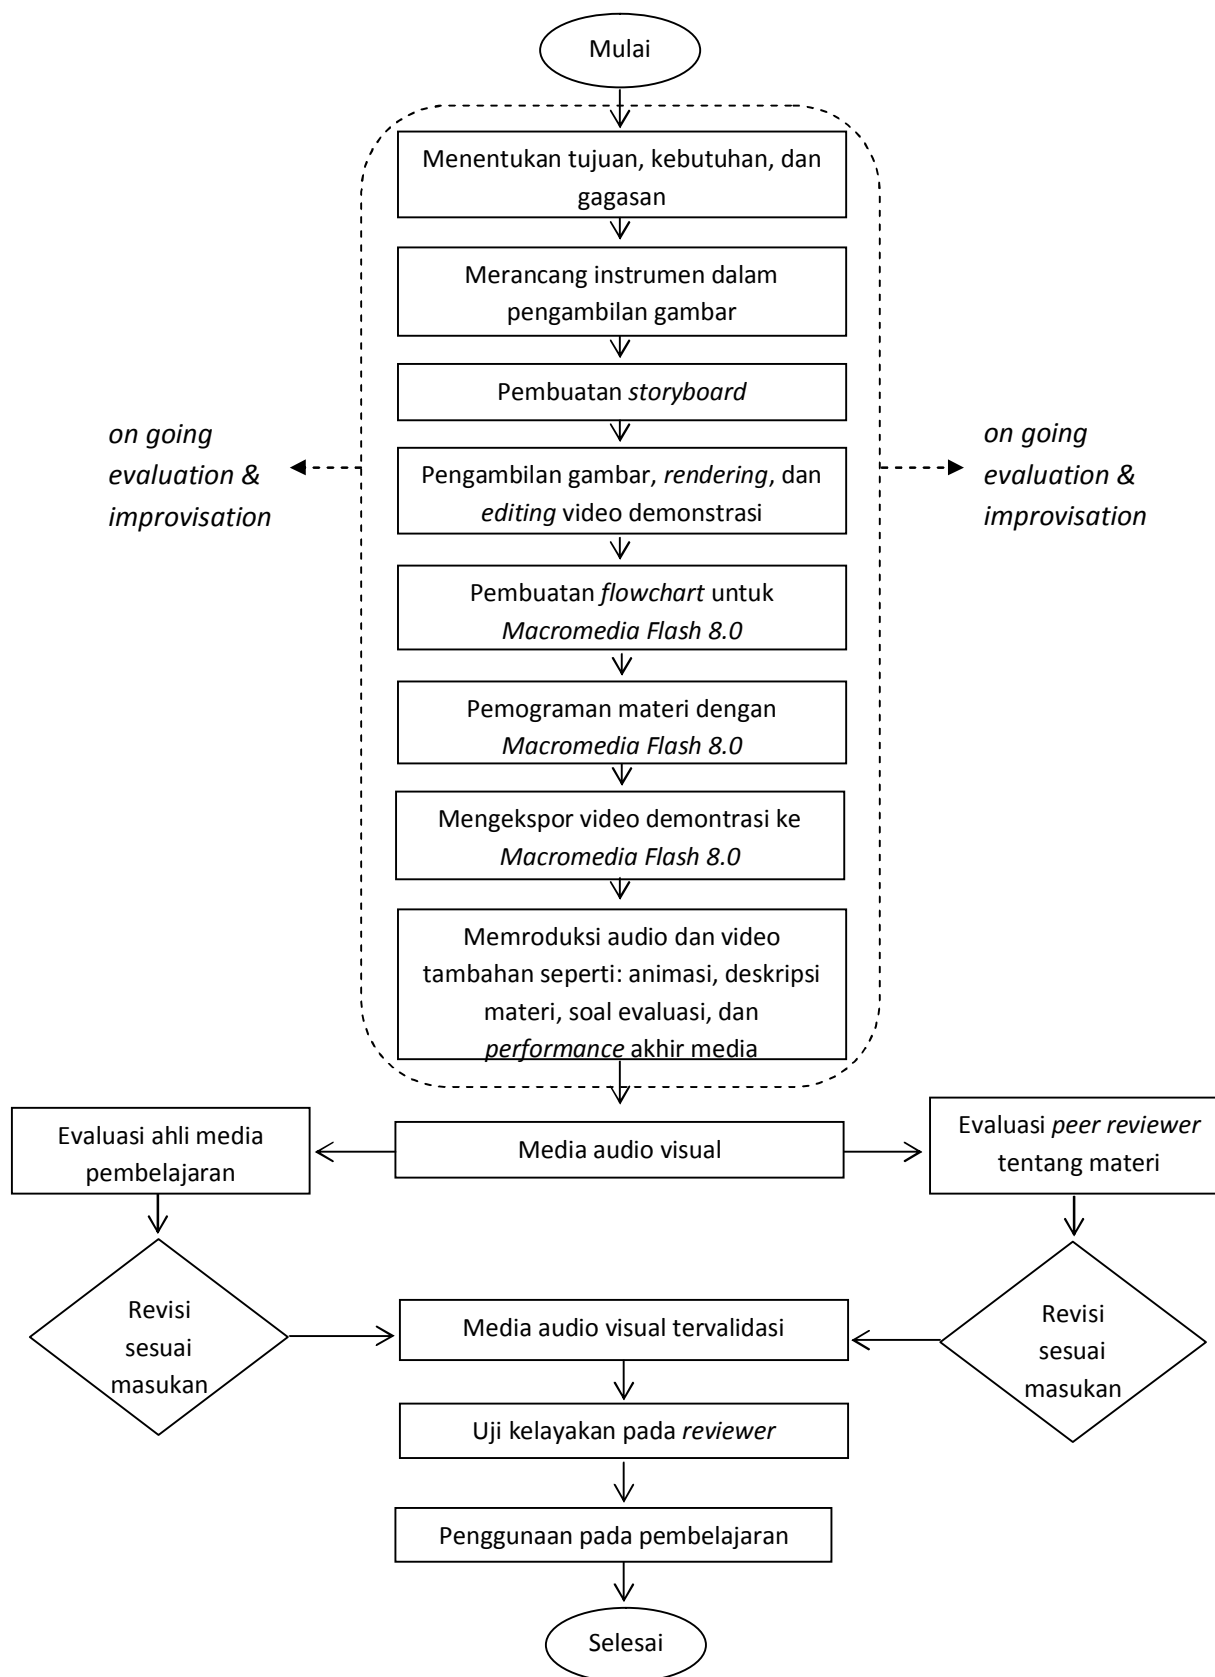 Mulai
Menentukan tujuan, kebutuhan, dan
gagasan
Merancang instrumen dalam
pengambilan gambar
Pembuatan storyboard
on going
evaluation &
improvisation
Pengambilan gambar, rendering, dan
editing video demonstrasi
on going
evaluation &
improvisation
Pembuatan flowchart untuk
Macromedia Flash 8.0
Pemograman materi dengan
Macromedia Flash 8.0
Mengekspor video demontrasi ke
Macromedia Flash 8.0
Memroduksi audio dan video
tambahan seperti: animasi, deskripsi
materi, soal evaluasi, dan
performance akhir media
Evaluasi ahli media
pembelajaran
Media audio visual
Evaluasi peer reviewer
tentang materi
Revisi
sesuai
masukan
Media audio visual tervalidasi
Revisi
sesuai
masukan
Uji kelayakan pada reviewer
Penggunaan pada pembelajaran
Selesai